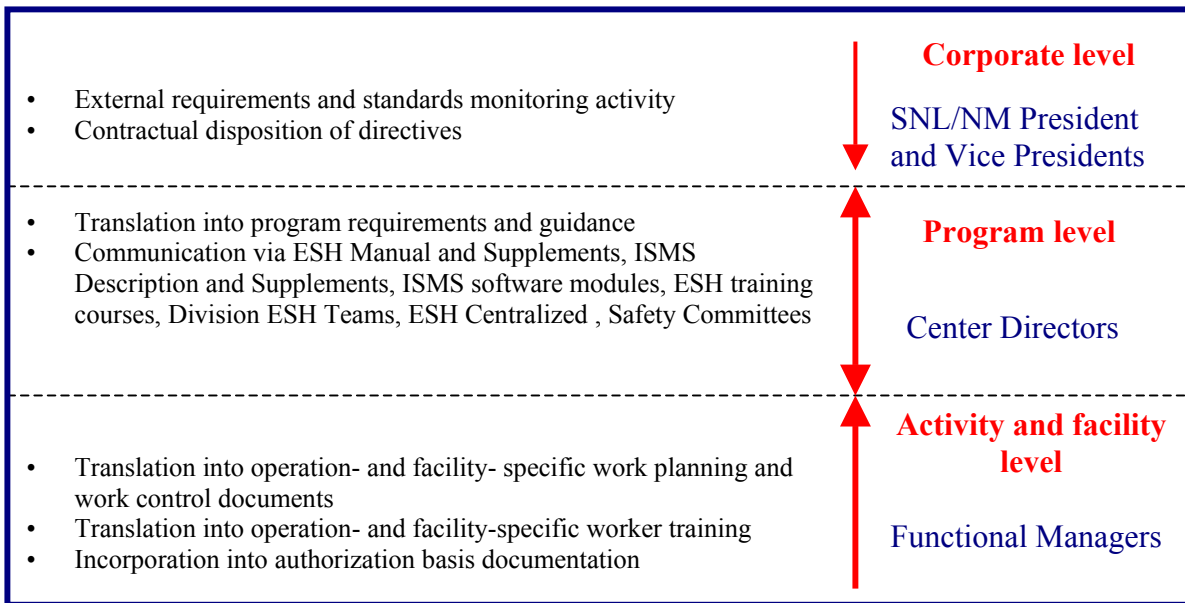 • External requirements and standards monitoring activity
• Contractual disposition of directives
Corporate level
SNL/NM President
and Vice Presidents
• Translation into program requirements and guidance
• Communication via ESH Manual and Supplements, ISMS
Description and Supplements, ISMS software modules, ESH training
courses, Division ESH Teams, ESH Centralized , Safety Committees
Program level
Center Directors
• Translation into operation- and facility- specific work planning and
work control documents
• Translation into operation- and facility-specific worker training
• Incorporation into authorization basis documentation
Activity and facility
level
Functional Managers